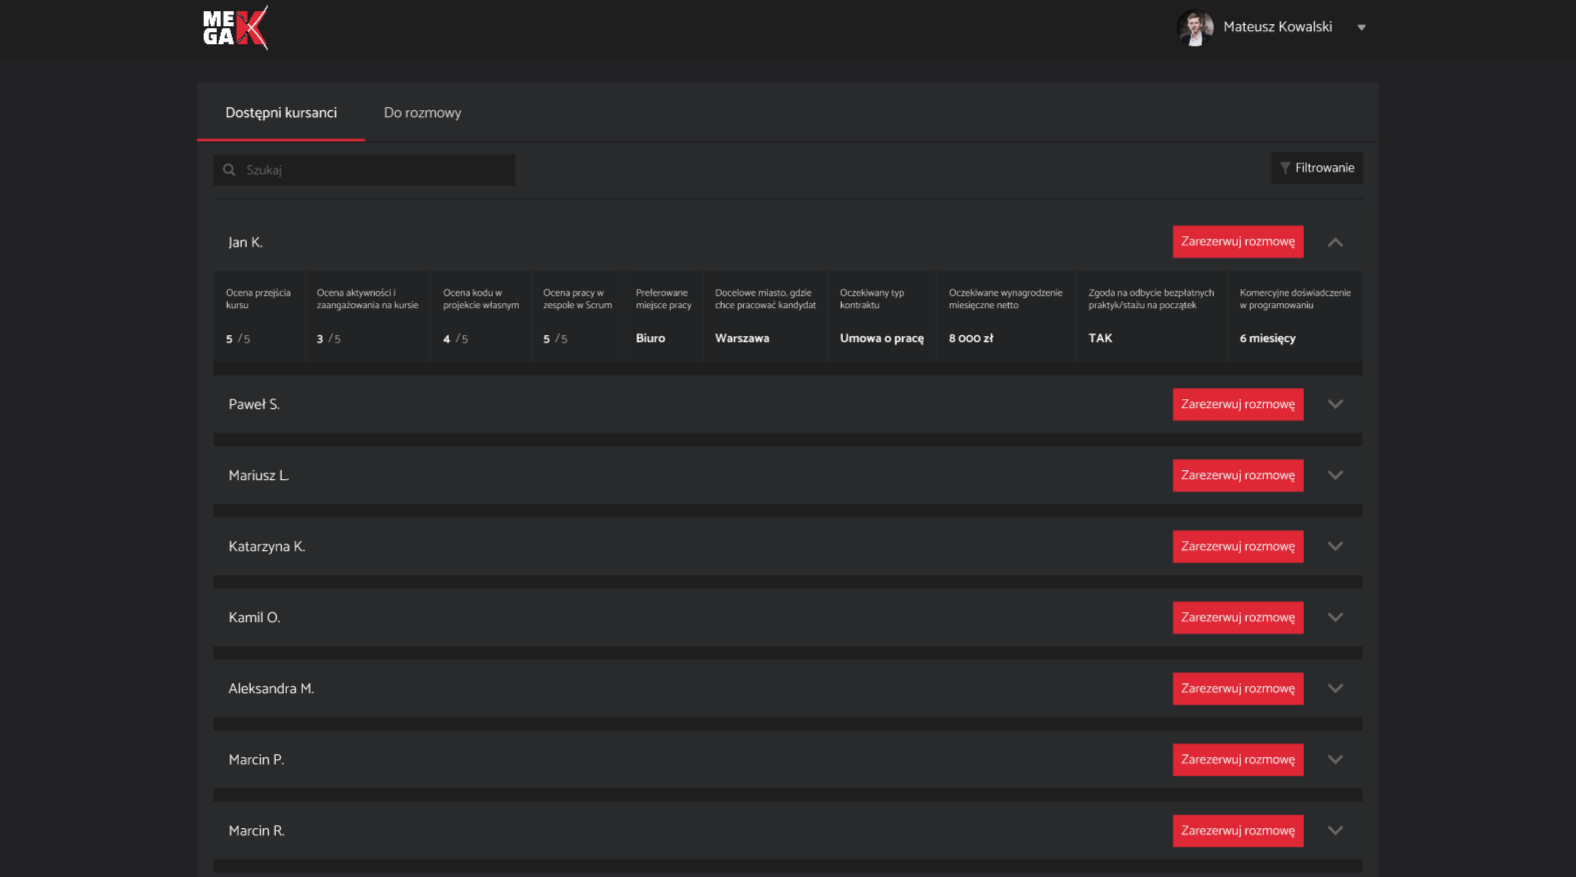 MEGAK
Mateusz Kowalski
Dostępni kursanci
Do rozmowy
Szukaj
Filtrowanie
Jan K.
Zarezerwuj rozmowę
Ocena przejścia
kursu
5 /5
Ocena aktywności i
zaangażowania na kursie
3 /5
Ocena kodu w
projekcie własnym
4 /5
Ocena pracy w
zespole w Scrum
5 /5
Preferowane
miejsce pracy
Biuro
Docelowe miasto, gdzie
chce pracować kandydat
Warszawa
Oczekiwany typ
kontraktu
Umowa o pracę
Oczekiwane wynagrodzenie
miesięczne netto
8 000 zł
Zgoda na odbycie bezpłatnych
praktyk/stażu na początek
TAK
Komercyjne doświadczenie
w programowaniu
6 miesięcy
Paweł S.
Zarezerwuj rozmowę
Mariusz L.
Zarezerwuj rozmowę
Katarzyna K.
Zarezerwuj rozmowę
Kamil O.
Zarezerwuj rozmowę
Aleksandra M.
Zarezerwuj rozmowę
Marcin P.
Zarezerwuj rozmowę
Marcin R.
Zarezerwuj rozmowę